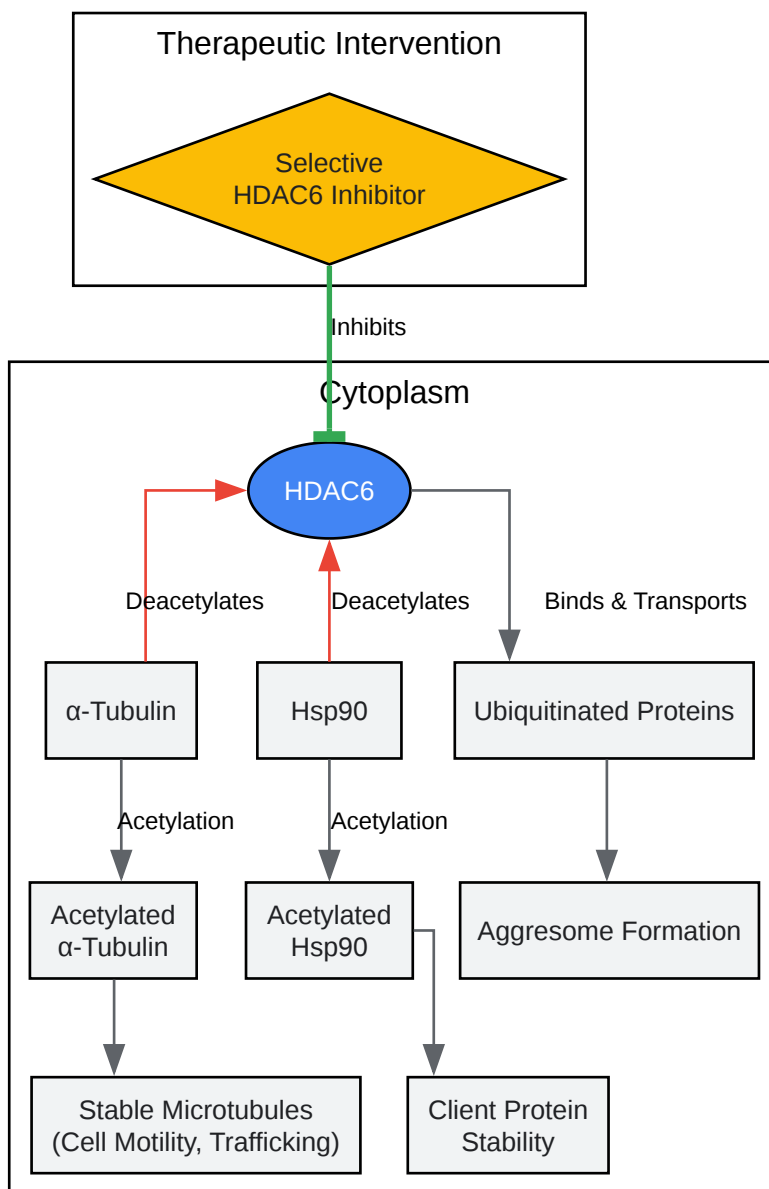 Therapeutic Intervention
Selective
HDAC6 Inhibitor
Inhibits
Cytoplasm
HDAC6
Deacetylates
Deacetylates
Binds & Transports
α-Tubulin
Hsp90
Ubiquitinated Proteins
Acetylation
Acetylation
Acetylated
α-Tubulin
Acetylated
Hsp90
Aggresome Formation
Stable Microtubules
(Cell Motility, Trafficking)
Client Protein
Stability